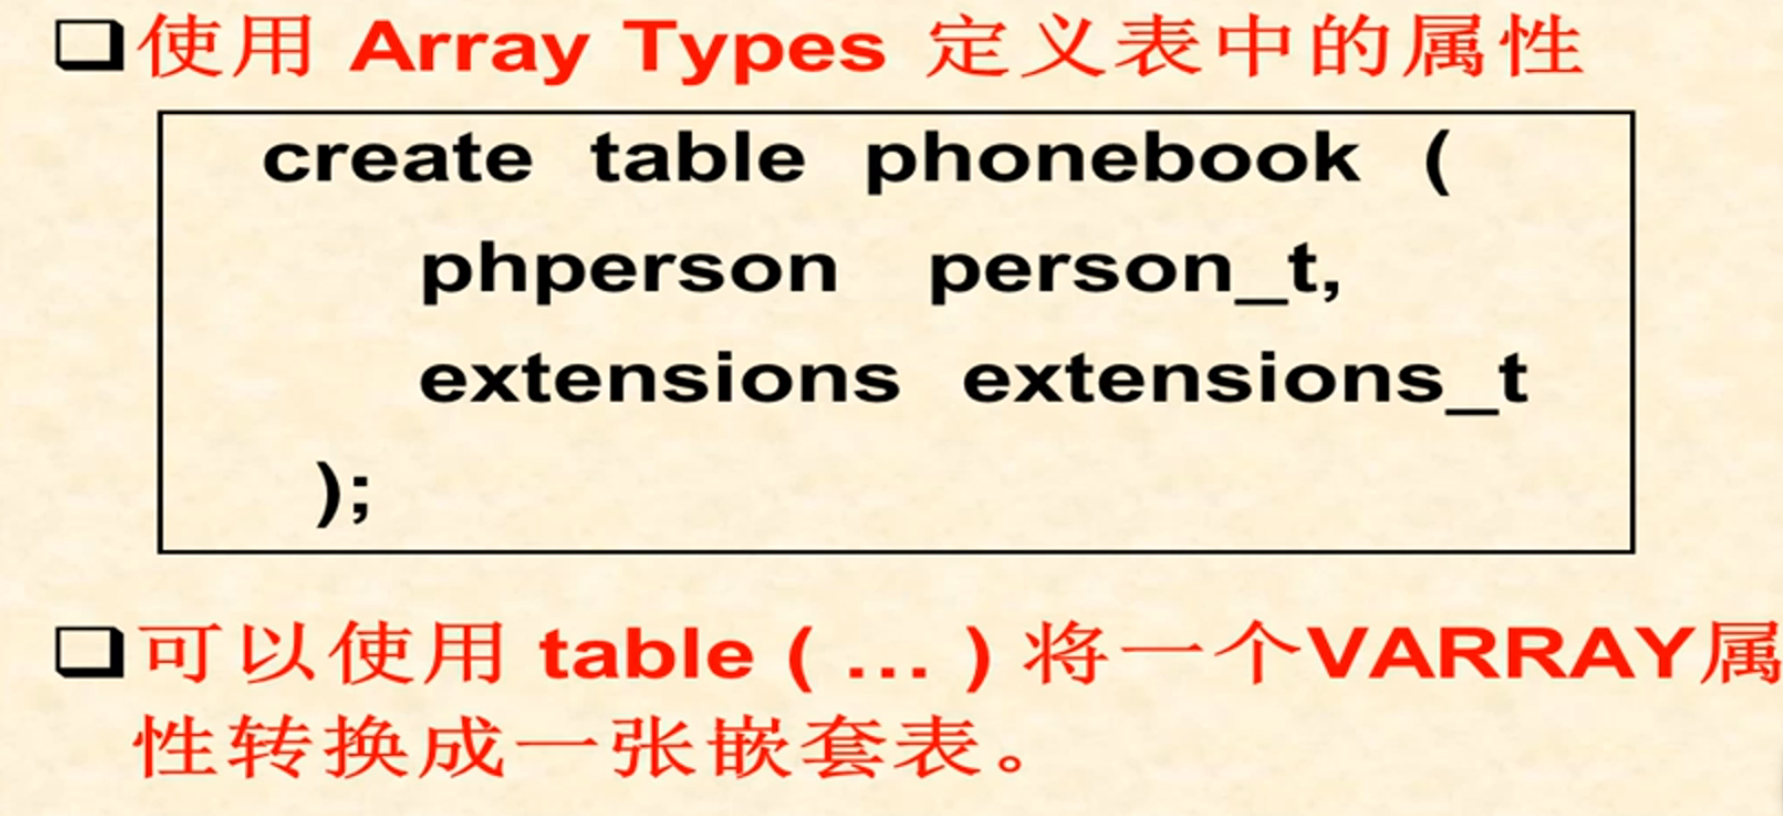 使用 Array Types 定义表中的属性
create table phonebook (
phperson person_t,
extensions extensions_t
);
可以使用 table ( ... ) 将一个VARRAY属
性转换成一张嵌套表。